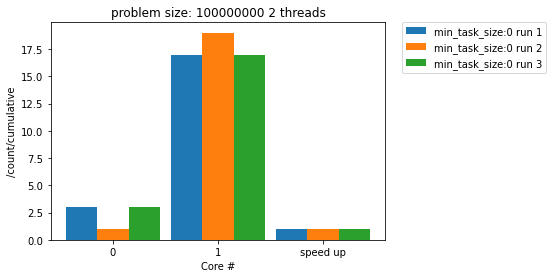 problem size: 100000000 2 threads
min_task_size:0 run 1
min_task_size:0 run 2
min_task_size:0 run 3
/count/cumulative
17.5
15.0
12.5
10.0
7.5
5.0
2.5
0.0
0 1 speed up
Core #